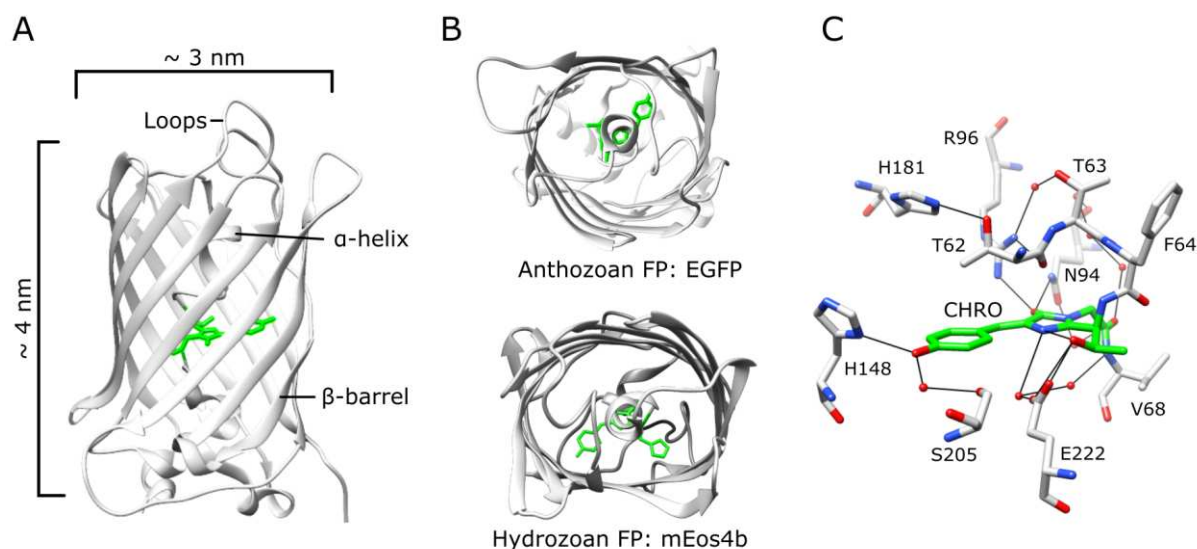 A
~ 3 nm
~ 4 nm
Loops
α-helix
β-barrel
B
Anthozoan FP: EGFP
Hydrozoan FP: mEos4b
C
R96
H181
T63
T62
F64
N94
CHRO
H148
V68
S205
E222